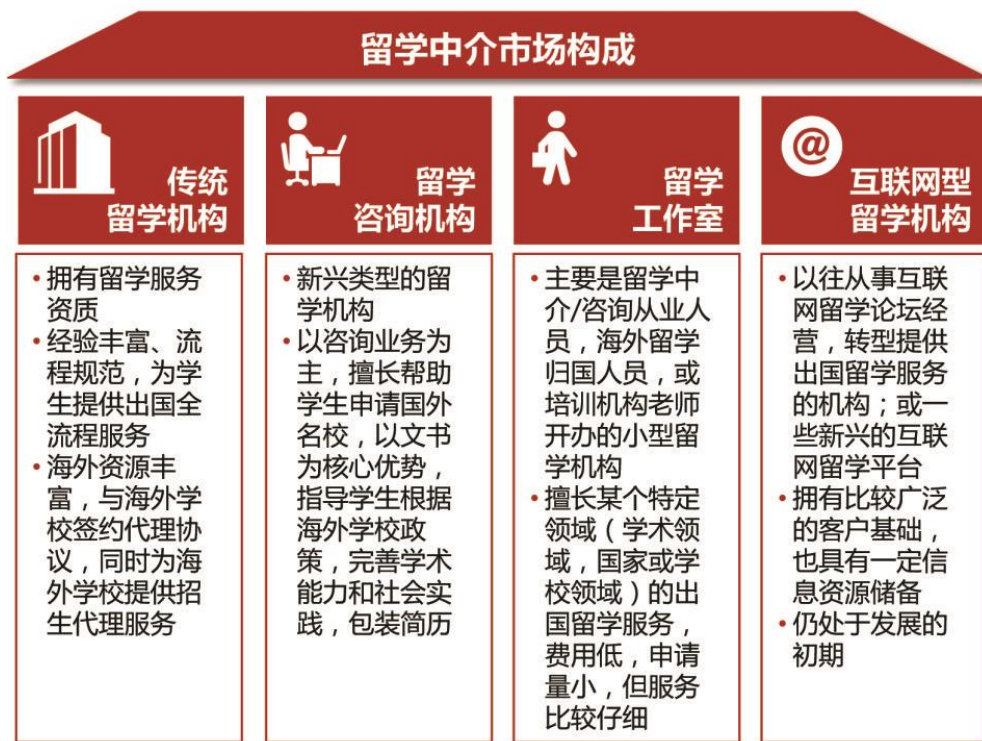 留学中介市场构成
传统
留学机构
• 拥有留学服务
资质
• 经验丰富、流
程规范，为学
生提供出国全
流程服务
• 海外资源丰
富，与海外学
校签约代理协
议，同时为海
外学校提供招
生代理服务
留学
咨询机构
• 新兴类型的留
学机构
• 以咨询业务为
主，擅长帮助
学生申请国外
名校，以文书
为核心优势，
指导学生根据
海外学校政
策，完善学术
能力和社会实
践，包装简历
留学
工作室
• 主要是留学中
介/咨询从业人
员，海外留学
归国人员，或
培训机构老师
开办的小型留
学机构
• 擅长某个特定
领域（学术领
域，国家或学
校领域）的出
国留学服务，
费用低，申请
量小，但服务
比较仔细
@
互联网型
留学机构
• 以往从事互联
网留学论坛经
营，转型提供
出国留学服务
的机构；或一
些新兴的互联
网留学平台
• 拥有比较广泛
的客户基础，
也具有一定信
息资源储备
• 仍处于发展的
初期